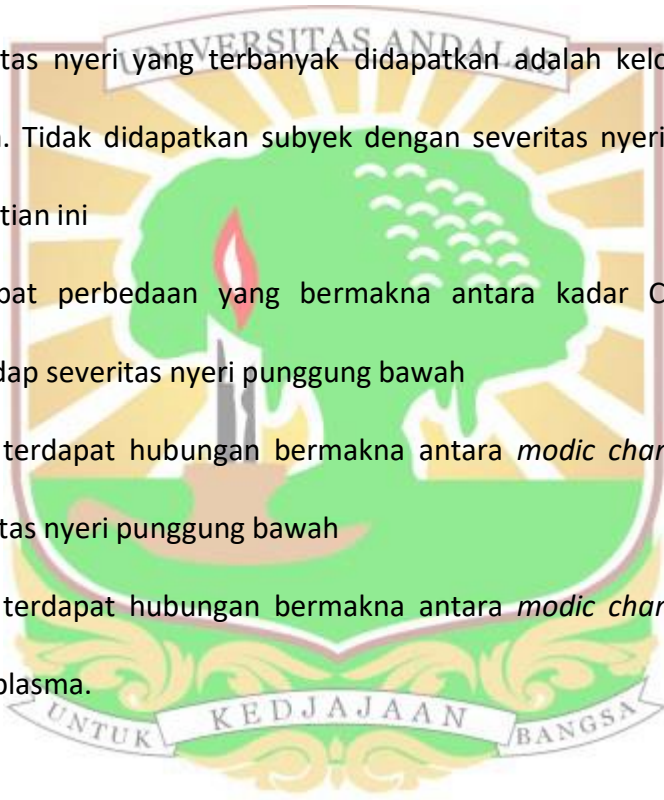 UNIVERSITAS ANDALAS
tas nyeri yang terbanyak didapatkan adalah kelo
. Tidak didapatkan subyek dengan severitas nyeri
tian ini
pat perbedaan yang bermakna antara kadar C
dap severitas nyeri punggung bawah
terdapat hubungan bermakna antara modic chan
tas nyeri punggung bawah
terdapat hubungan bermakna antara modic chan
plasma.
UNTUK KEDJAJAAN BANGSA